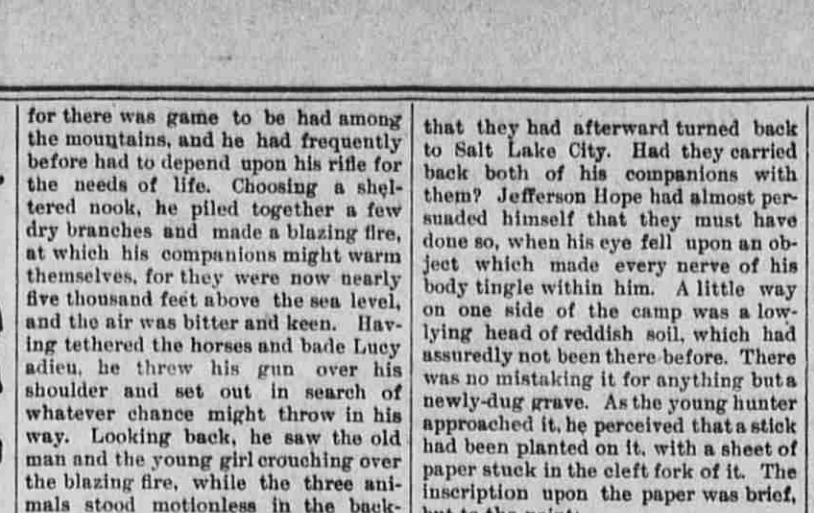 for there was game to be had among
the mountains, and he had frequently
before had to depend upon his rifle for
the needs of life. Choosing a shel-
tered nook, he piled together a few
dry branches and made a blazing fire,
at which his companions might warm
themselves, for they were now nearly
five thousand feet above the sea level,
and the air was bitter and keen. Hav-
ing tethered the horses and bade Lucy
adieu, he threw his gun over his
shoulder and set out in search of
whatever chance might throw in his
way. Looking back, he saw the old
man and the young girl crouching over
the blazing fire, while the three ani-
mals stood motionless in the back-
that they had afterward turned back
to Salt Lake City. Had they carried
back both of his companions with
them? Jefferson Hope had almost per-
suaded himself that they must have
done so, when his eye fell upon an ob-
ject which made every nerve of his
body tingle within him. A little way
on one side of the camp was a low-
lying head of reddish soil, which had
assuredly not been there before. There
was no mistaking it for anything but a
newly-dug grave. As the young hunter
approached it, he perceived that a stick
had been planted on it, with a sheet of
paper stuck in the cleft fork of it. The
inscription upon the paper was brief,
but to the point: